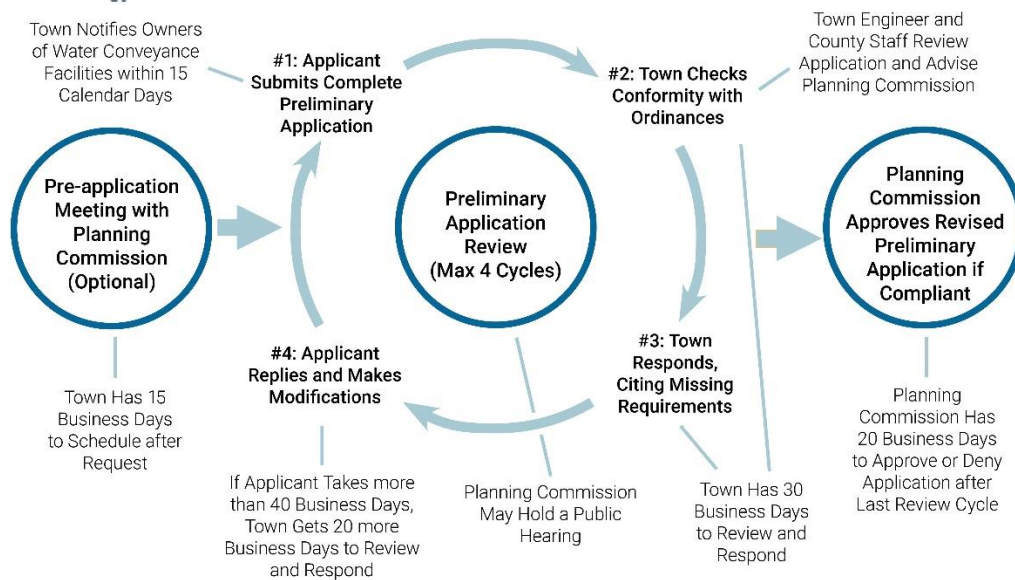 Town Notifies Owners
of Water Conveyance
Facilities within 15
Calendar Days
#1: Applicant
Submits Complete
Preliminary
Application
#2: Town Checks
Conformity with
Ordinances
Town Engineer and
County Staff Review
Application and Advise
Planning Commission
Pre-application
Meeting with
Planning
Commission
(Optional)
Preliminary
Application
Review
(Max 4 Cycles)
Planning
Commission
Approves Revised
Preliminary
Application if
Compliant
#4: Applicant
Replies and Makes
Modifications
#3: Town
Responds,
Citing Missing
Requirements
Town Has 15
Business Days
to Schedule after
Request
If Applicant Takes more
than 40 Business Days,
Town Gets 20 more
Business Days to Review
and Respond
Planning Commission
May Hold a Public
Hearing
Town Has 30
Business Days
to Review and
Respond
Planning
Commission Has
20 Business Days
to Approve or Deny
Application after
Last Review Cycle